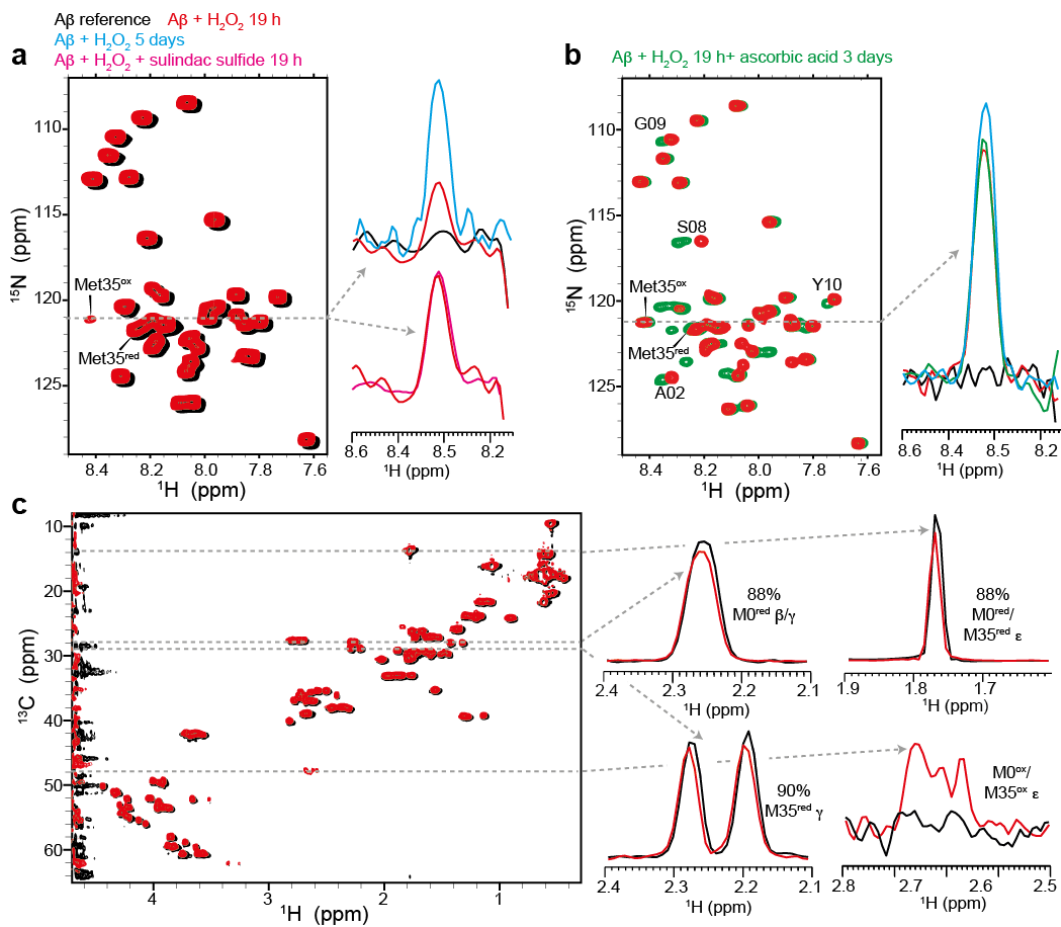 Aβ reference Aβ + H₂O₂ 19 h
Aβ + H₂O₂ 5 days
Aβ + H₂O₂ + sulindac sulfide 19 h
a
110
115
120
125
¹⁵N (ppm)
Met35ᵒˣ
Met35ʳᵉᵈ
8.4 8.2 8.0 7.8 7.6
¹H (ppm)
8.6 8.4 8.3 8.2
¹H (ppm)
b
Aβ + H₂O₂ 19 h+ ascorbic acid 3 days
110
115
120
125
¹⁵N (ppm)
G09
S08
Met35ᵒˣ
Y10
Met35ʳᵉᵈ
A02
8.4 8.2 8.0 7.8 7.6
¹H (ppm)
8.6 8.4 8.5 8.2
¹H (ppm)
c
10
20
30
40
50
60
¹³C (ppm)
4 3 2 1
¹H (ppm)
88%
M0ʳᵉᵈ β/γ
2.4 2.3 2.2 2.1
¹H (ppm)
88%
M0ʳᵉᵈ/
M35ʳᵉᵈ ε
1.9 1.8 1.7
¹H (ppm)
90%
M35ʳᵉᵈ γ
2.4 2.3 2.2 2.1
¹H (ppm)
M0ᵒˣ/
M35ᵒˣ ε
2.8 2.7 2.6 2.5
¹H (ppm)